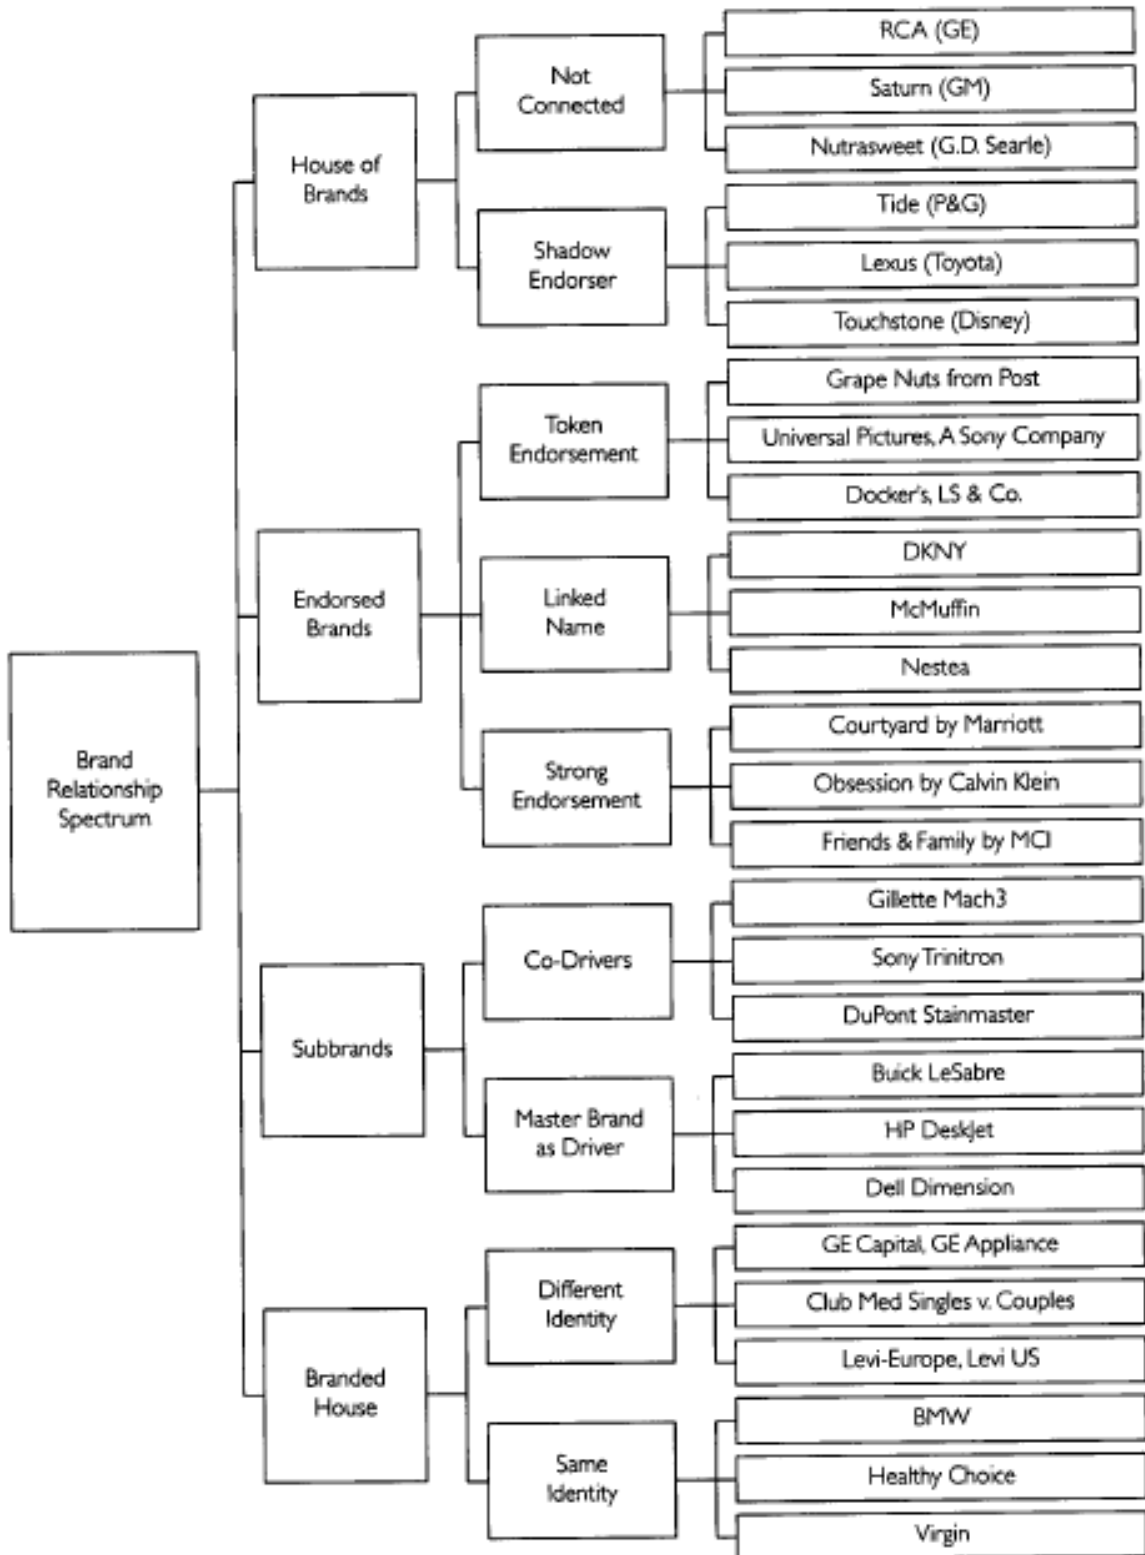 Brand
Relationship
Spectrum
House of
Brands
Not
Connected
RCA (GE)
Saturn (GM)
Nutrasweet (G.D. Searle)
Shadow
Endorser
Tide (P&G)
Lexus (Toyota)
Touchstone (Disney)
Endorsed
Brands
Token
Endorsement
Grape Nuts from Post
Universal Pictures, A Sony Company
Docker's, LS & Co.
Linked
Name
DKNY
McMuffin
Nestea
Strong
Endorsement
Courtyard by Marriott
Obsession by Calvin Klein
Friends & Family by MCI
Subbrands
Co-Drivers
Gillette Mach3
Sony Trinitron
DuPont Stainmaster
Master Brand
as Driver
Buick LeSabre
HP DeskJet
Dell Dimension
Branded
House
Different
Identity
GE Capital, GE Appliance
Club Med Singles v. Couples
Levi-Europe, Levi US
Same
Identity
BMW
Healthy Choice
Virgin